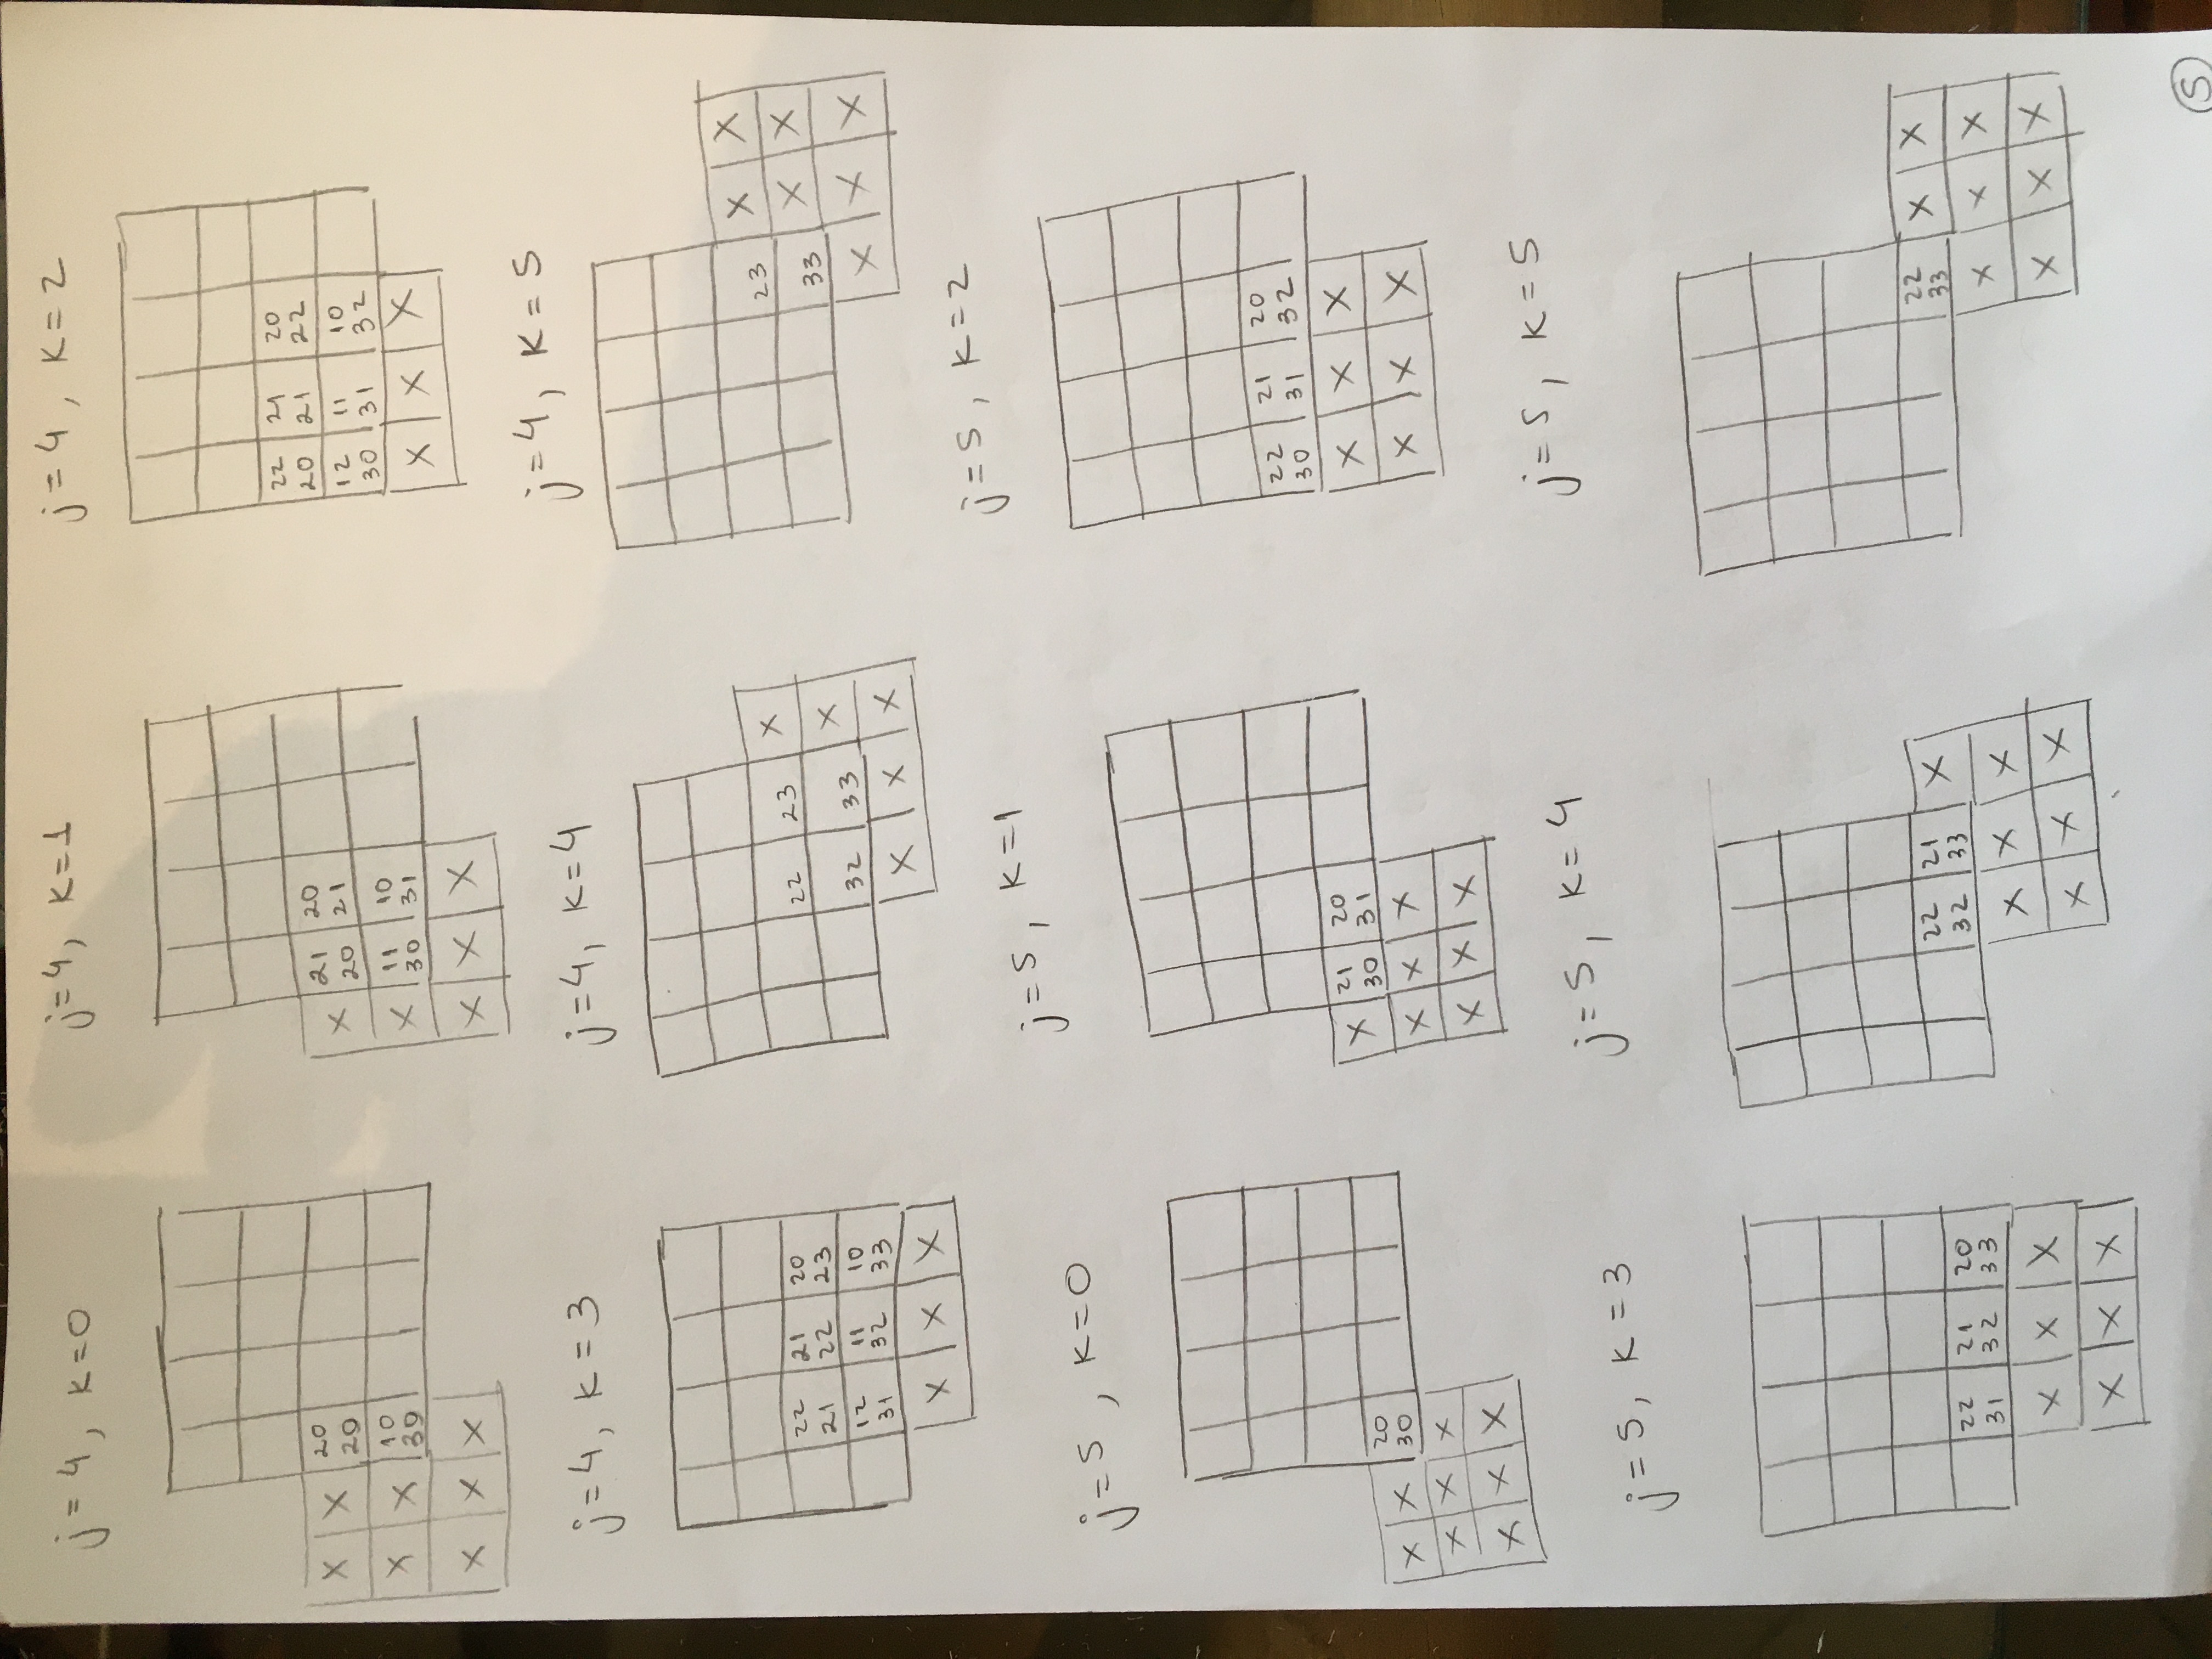 j=4, K=0
j=4, K=1
j=4, K=2
20
20
10
30
X X
X X
X X X
21 20
20 21
11 10
30 31
X
X
X X X
22 21 20
20 21 22
12 11 10
30 31 32
X X X
j=4, K=3
j=4, K=4
j=4, K=5
22 21 20
21 22 23
12 11 10
31 32 33
X X X
22 23 X
32 33 X
X X X
23 X X
33 X X
X X X
j=5, K=0
j=5, K=1
j=5, K=2
X X 20
30
X X X
X X X
X 21 20
30 31
X X X
X X X
22 21 20
30 31 32
X X X
X X X
j=5, K=3
j=5, K=4
j=5, K=5
22 21 20
31 32 33
X X X
X X X
22 21 X
32 33
X X X
X X X
22 X X
33
X X X
X X X
5